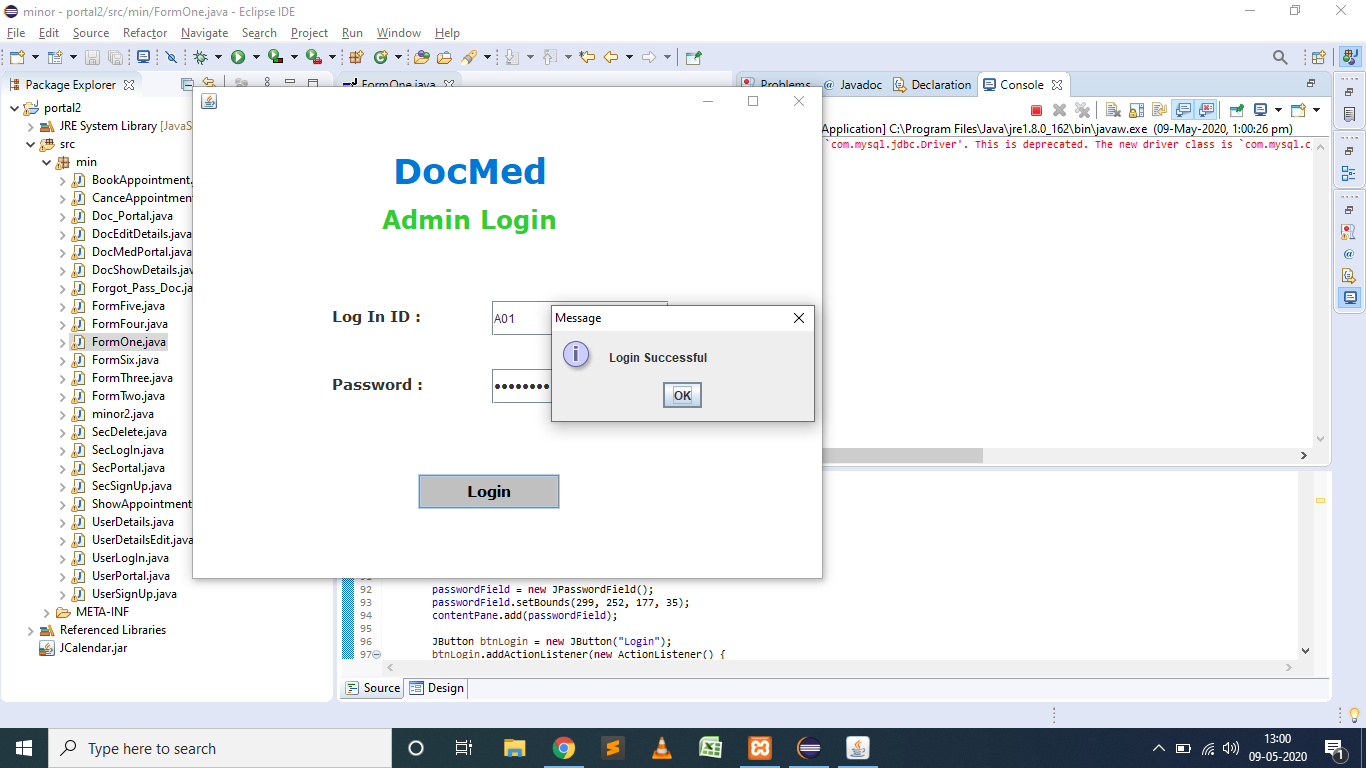 minor - portal2/src/min/FormOne.java - Eclipse IDE
File Edit Source Refactor Navigate Search Project Run Window Help
Package Explorer
FormOne.java
Problems
Javadoc
Declaration
Console
portal2
JRE System Library [JavaS
src
min
BookAppointment.
CanceAppointmen
Doc_Portal.java
DocEditDetails.java
DocMedPortal.java
DocShowDetails.jav
Forgot_Pass_Doc.ja
FormFive.java
FormFour.java
FormOne.java
FormSix.java
FormThree.java
FormTwo.java
minor2.java
SecDelete.java
SecLogIn.java
SecPortal.java
SecSignUp.java
ShowAppointment
UserDetails.java
UserDetailsEdit.java
UserLogIn.java
UserPortal.java
UserSignUp.java
META-INF
Referenced Libraries
JCalendar.jar
Application] C:\Program Files\Java\jre1.8.0_162\bin\javaw.exe (09-May-2020, 1:00:26 pm)
`com.mysql.jdbc.Driver'. This is deprecated. The new driver class is `com.mysql.c
DocMed
Admin Login
Log In ID :
A01
Password :
••••••••
Login
Message
Login Successful
OK
92 passwordField = new JPasswordField();
93 passwordField.setBounds(299, 252, 177, 35);
94 contentPane.add(passwordField);
95
96 JButton btnLogin = new JButton("Login");
97 btnLogin.addActionListener(new ActionListener() {
Source Design
Type here to search
13:00
09-05-2020
1